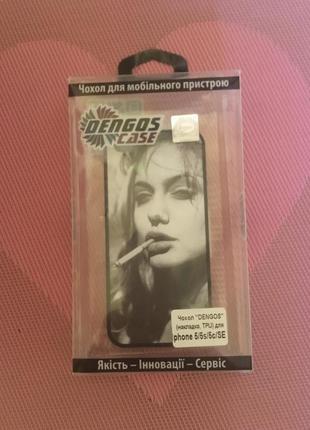 Чохол для мобільного пристрою
DENGOS
CASE
Чохол "DENGOS"
(накладка, TPU) для
phone 5/5s/5c/SE
Якість – Інновації – Сервіс